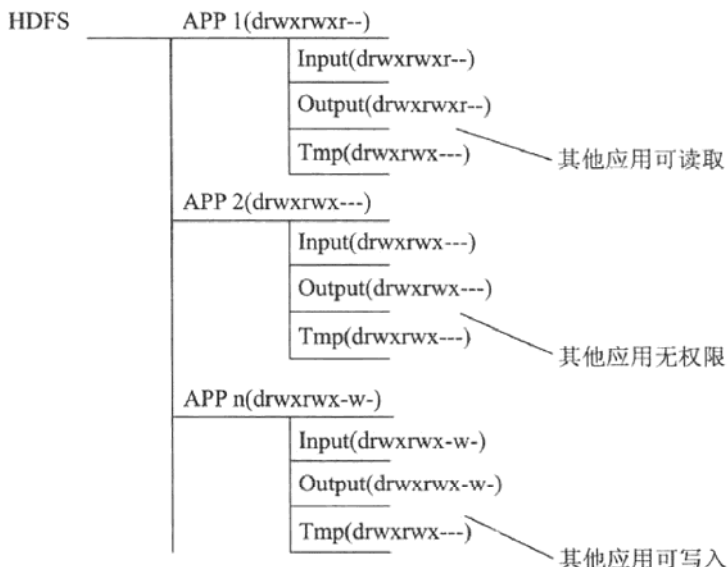 HDFS APP 1(drwxrwxr--)
Input(drwxrwxr--)
Output(drwxrwxr--)
Tmp(drwxrwx---)
其他应用可读取
APP 2(drwxrwx---)
Input(drwxrwx---)
Output(drwxrwx---)
Tmp(drwxrwx---)
其他应用无权限
APP n(drwxrwx-w-)
Input(drwxrwx-w-)
Output(drwxrwx-w-)
Tmp(drwxrwx---)
其他应用可写入